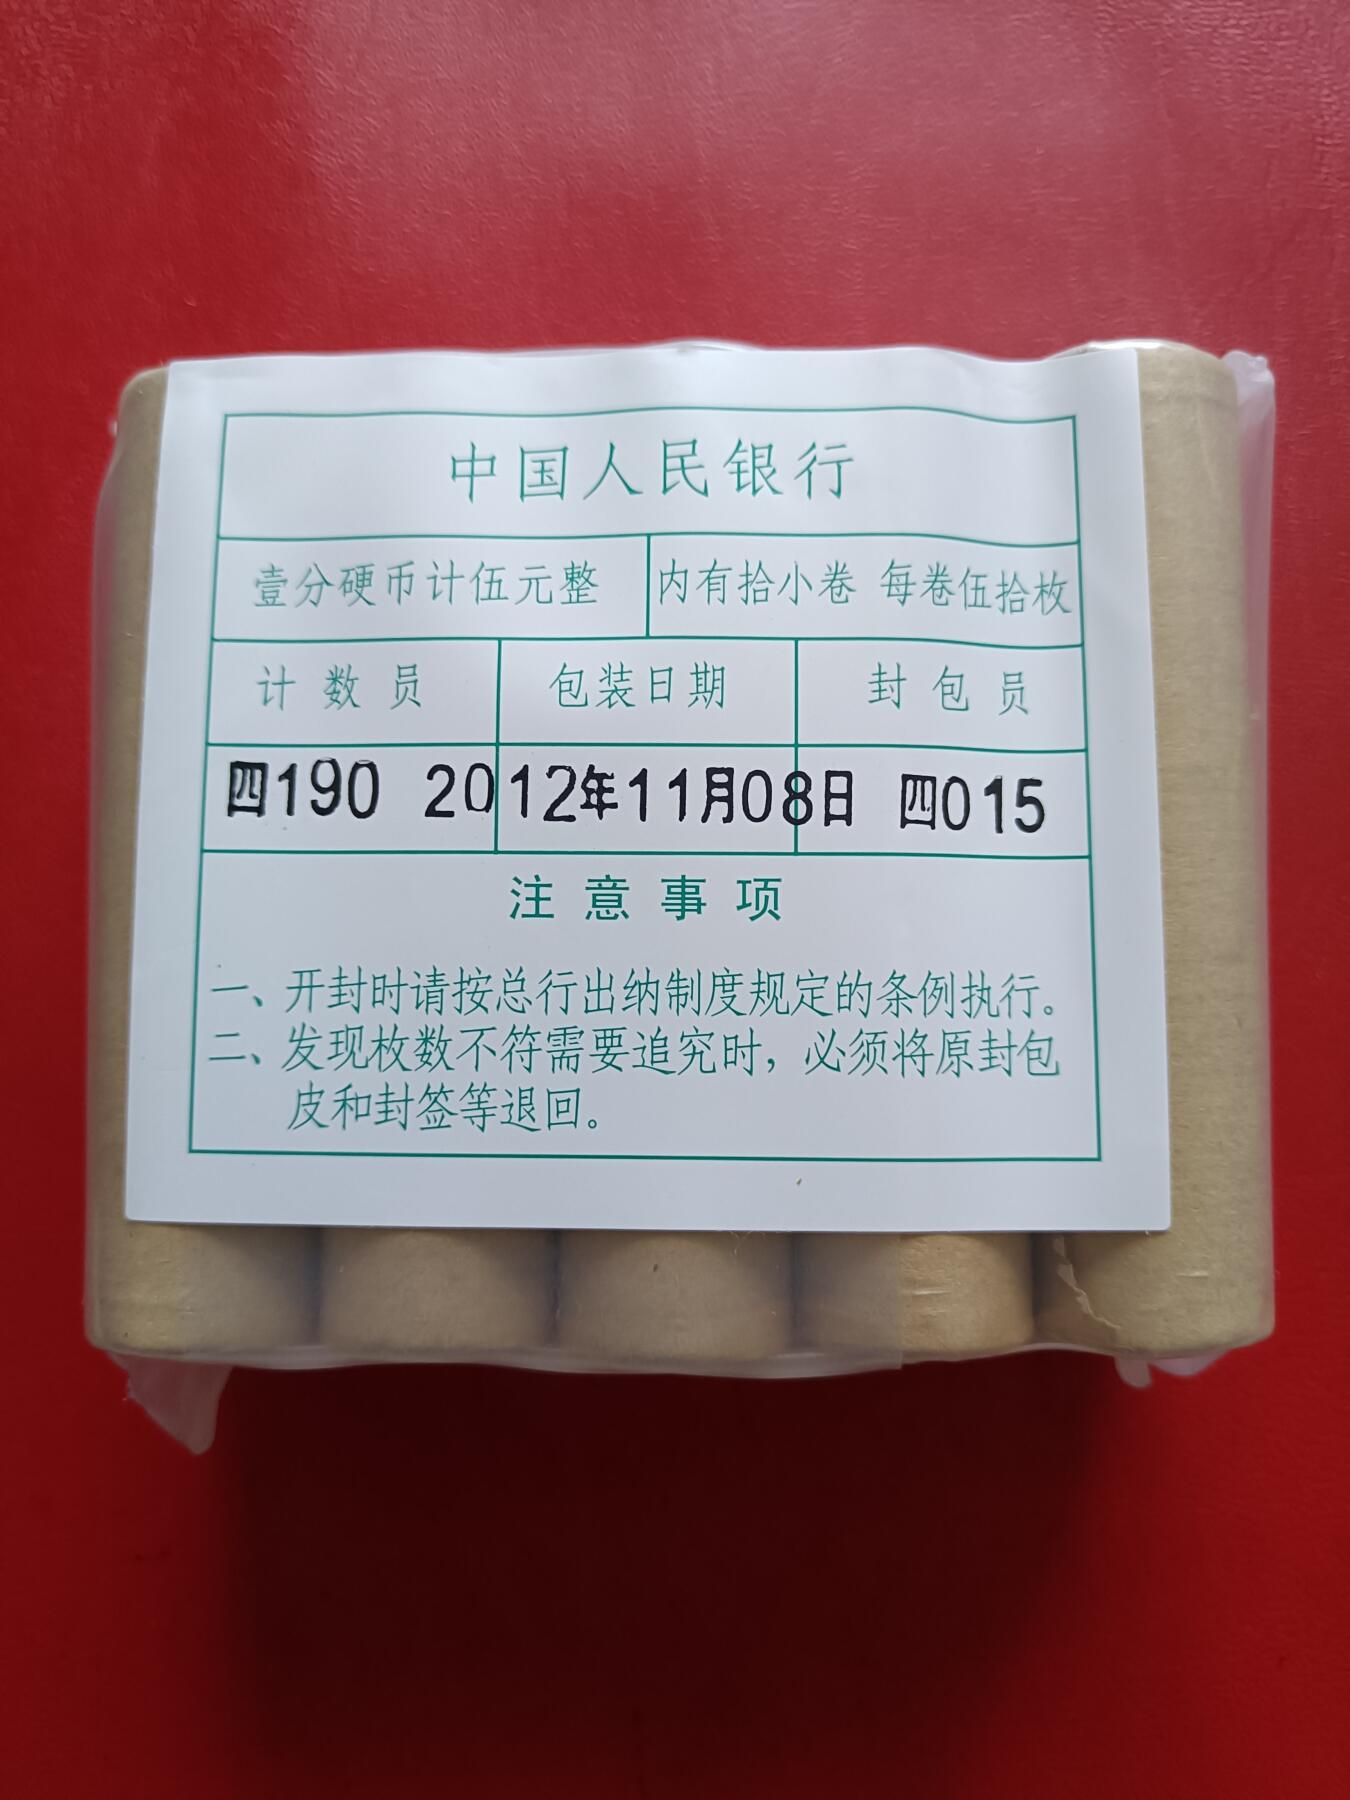 中国人民银行
壹分硬币计伍元整 内有拾小卷 每卷伍拾枚
计数员 包装日期 封包员
四190 2012年11月08日 四015
注意事项
一、开封时请按总行出纳制度规定的条例执行。
二、发现枚数不符需要追究时，必须将原封包
皮和封签等退回。